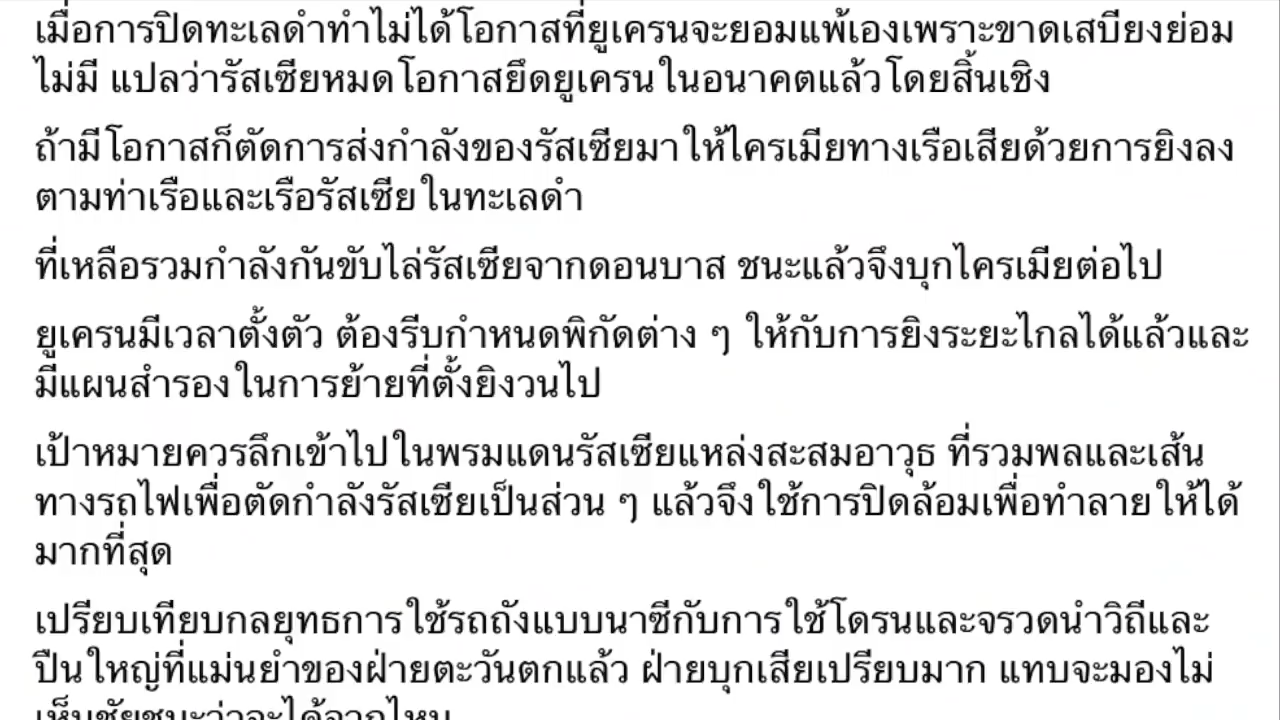 เมื่อการปิดทะเลดำทำไม่ได้โอกาสที่ยูเครนจะยอมแพ้เองเพราะขาดเสบียงย่อม
ไม่มี แปลว่ารัสเซียหมดโอกาสยึดยูเครนในอนาคตแล้วโดยสิ้นเชิง
ถ้ามีโอกาสก็ตัดการส่งกำลังของรัสเซียมาให้ไครเมียทางเรือเสียด้วยการยิงลง
ตามท่าเรือและเรือรัสเซียในทะเลดำ
ที่เหลือรวมกำลังกันขับไล่รัสเซียจากดอนบาส ชนะแล้วจึงบุกไครเมียต่อไป
ยูเครนมีเวลาตั้งตัว ต้องรีบกำหนดพิกัดต่าง ๆ ให้กับการยิงระยะไกลได้แล้วและ
มีแผนสำรองในการย้ายที่ตั้งยิงวนไป
เป้าหมายควรลึกเข้าไปในพรมแดนรัสเซียแหล่งสะสมอาวุธ ที่รวมพลและเส้น
ทางรถไฟเพื่อตัดกำลังรัสเซียเป็นส่วน ๆ แล้วจึงใช้การปิดล้อมเพื่อทำลายให้ได้
มากที่สุด
เปรียบเทียบกลยุทธการใช้รถถังแบบนาซีกับการใช้โดรนและจรวดนำวิถีและ
ปืนใหญ่ที่แม่นยำของฝ่ายตะวันตกแล้ว ฝ่ายบุกเสียเปรียบมาก แทบจะมองไม่
เห็นชัยชนะว่าจะได้จากไหน